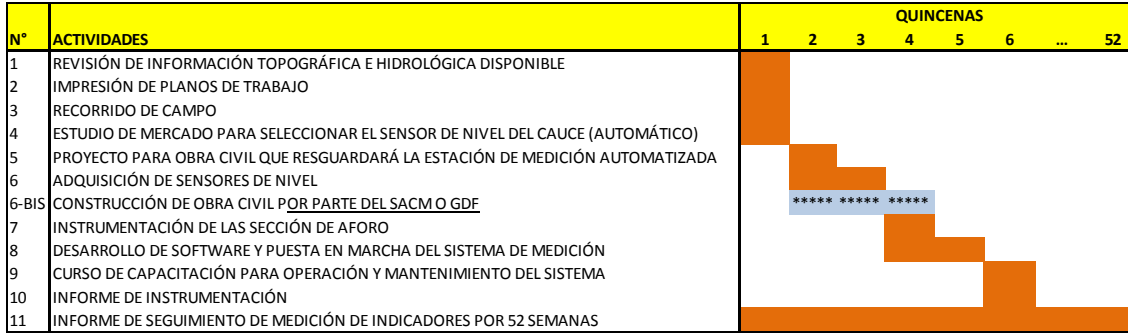 QUINCENAS
N° ACTIVIDADES 1 2 3 4 5 6 ... 52
1 REVISIÓN DE INFORMACIÓN TOPOGRÁFICA E HIDROLÓGICA DISPONIBLE
2 IMPRESIÓN DE PLANOS DE TRABAJO
3 RECORRIDO DE CAMPO
4 ESTUDIO DE MERCADO PARA SELECCIONAR EL SENSOR DE NIVEL DEL CAUCE (AUTOMÁTICO)
5 PROYECTO PARA OBRA CIVIL QUE RESGUARDARÁ LA ESTACIÓN DE MEDICIÓN AUTOMATIZADA
6 ADQUISICIÓN DE SENSORES DE NIVEL
6-BIS CONSTRUCCIÓN DE OBRA CIVIL POR PARTE DEL SACM O GDF ***** ***** *****
7 INSTRUMENTACIÓN DE LAS SECCIÓN DE AFORO
8 DESARROLLO DE SOFTWARE Y PUESTA EN MARCHA DEL SISTEMA DE MEDICIÓN
9 CURSO DE CAPACITACIÓN PARA OPERACIÓN Y MANTENIMIENTO DEL SISTEMA
10 INFORME DE INSTRUMENTACIÓN
11 INFORME DE SEGUIMIENTO DE MEDICIÓN DE INDICADORES POR 52 SEMANAS